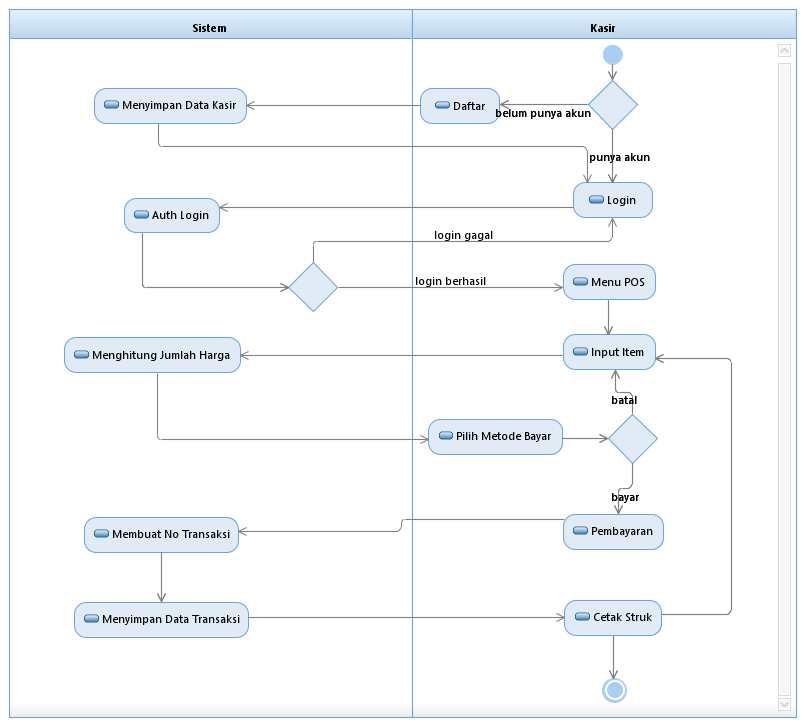 Sistem
Kasir
Menyimpan Data Kasir
Daftar
belum punya akun
punya akun
Login
Auth Login
login gagal
login berhasil
Menu POS
Menghitung Jumlah Harga
Input Item
batal
Pilih Metode Bayar
bayar
Membuat No Transaksi
Pembayaran
Menyimpan Data Transaksi
Cetak Struk